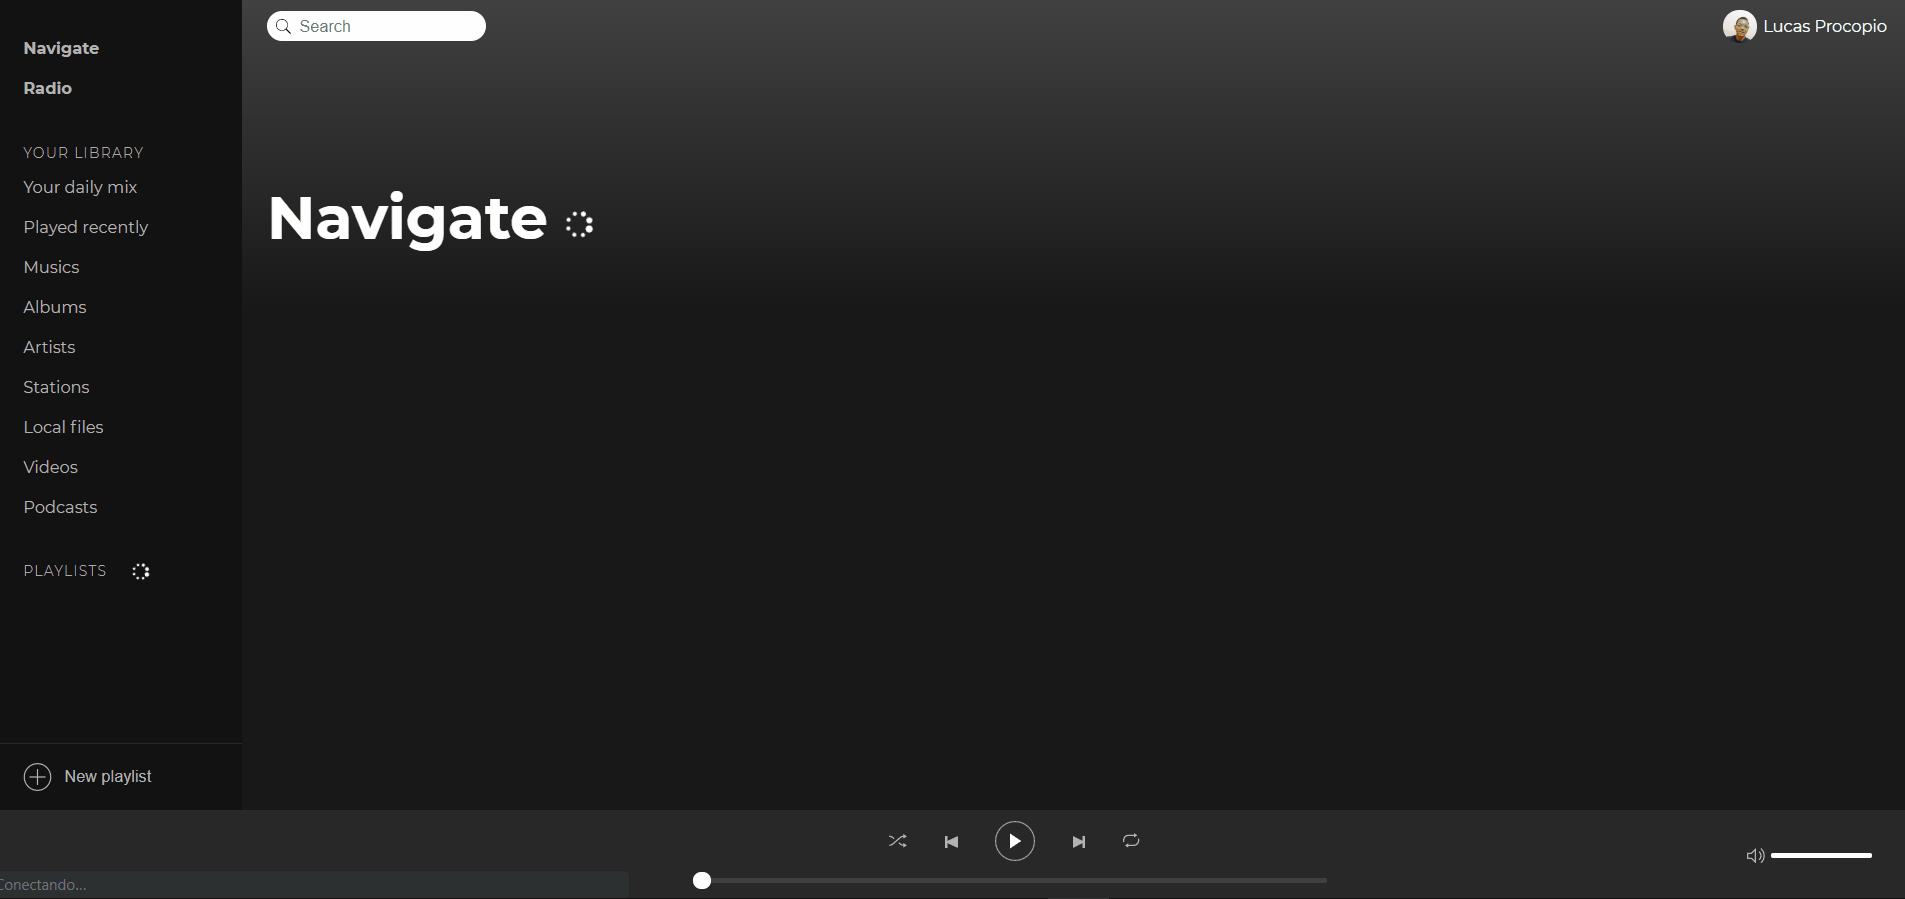 Navigate
Radio
YOUR LIBRARY
Your daily mix
Played recently
Musics
Albums
Artists
Stations
Local files
Videos
Podcasts
PLAYLISTS
New playlist
Search
Lucas Procopio
Navigate
Conectando...